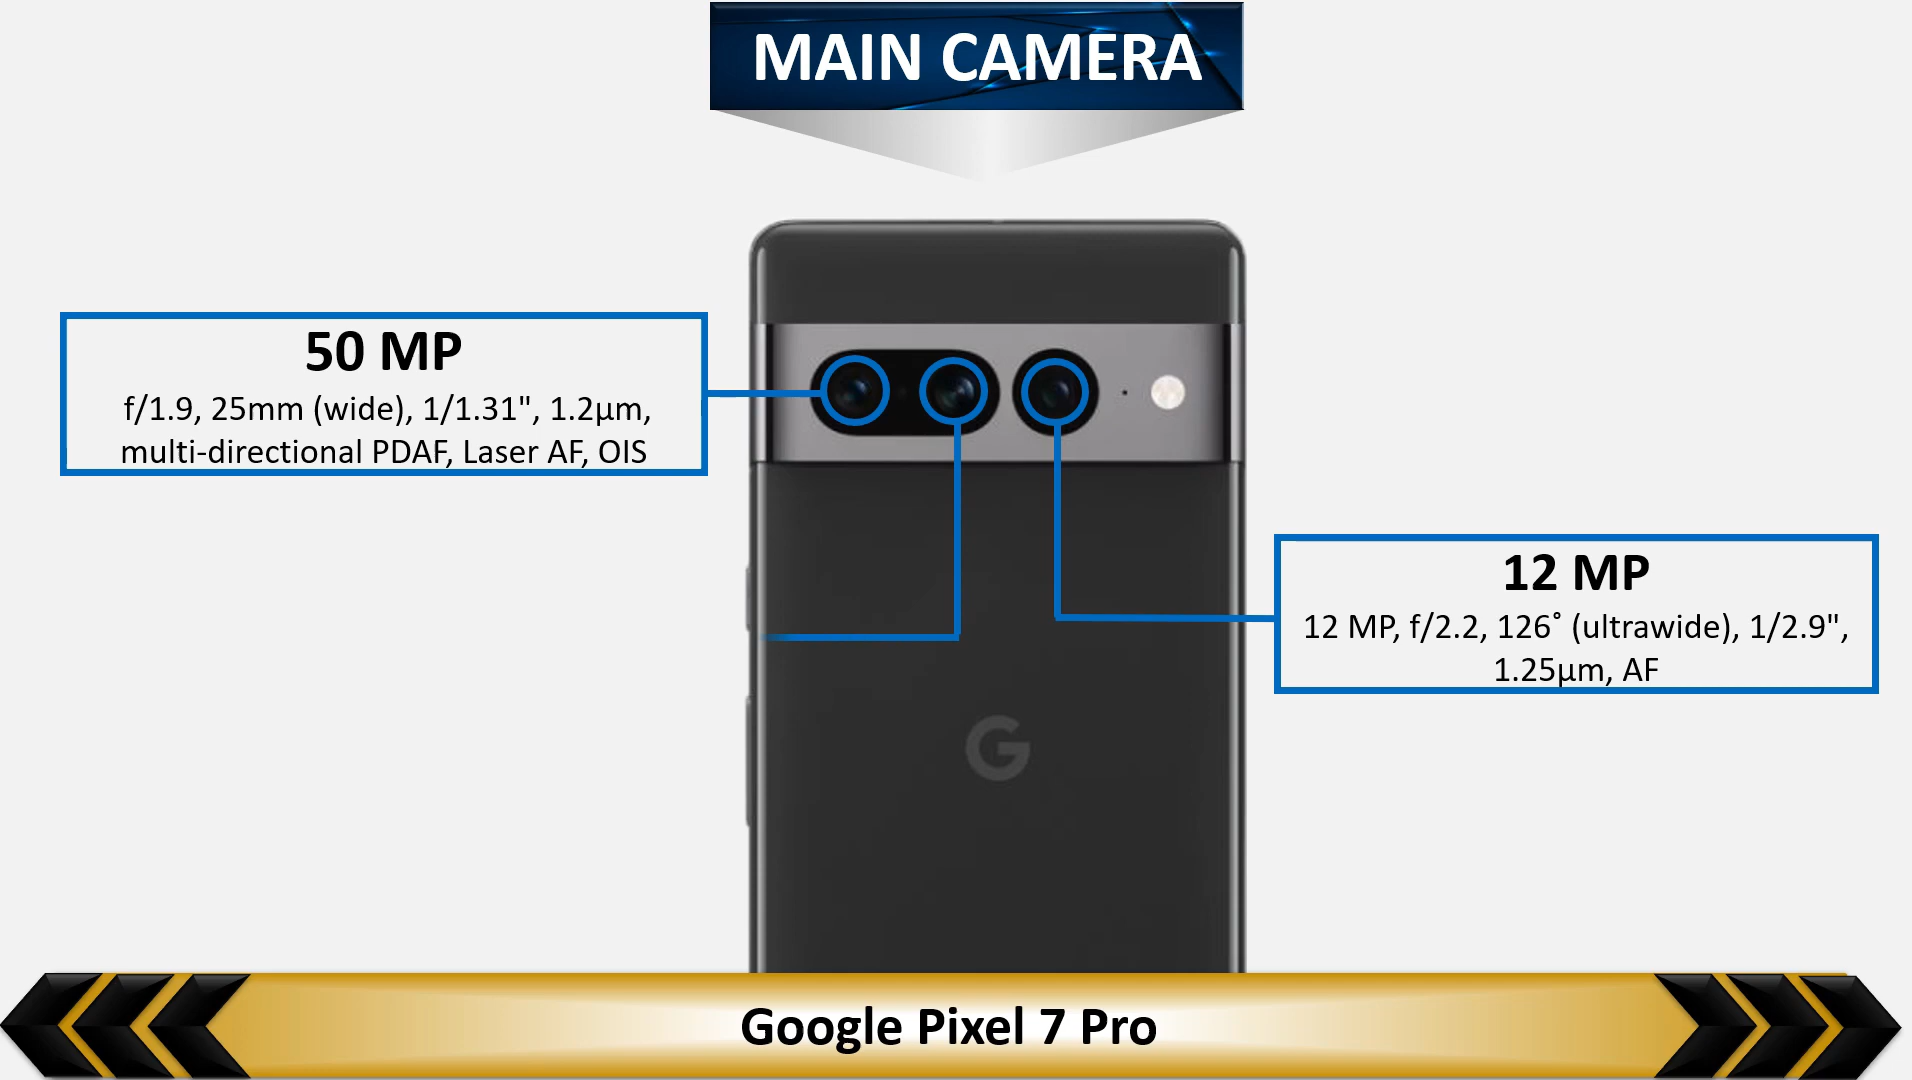 MAIN CAMERA
50 MP
f/1.9, 25mm (wide), 1/1.31", 1.2µm,
multi-directional PDAF, Laser AF, OIS
12 MP
12 MP, f/2.2, 126˚ (ultrawide), 1/2.9",
1.25µm, AF
G
Google Pixel 7 Pro